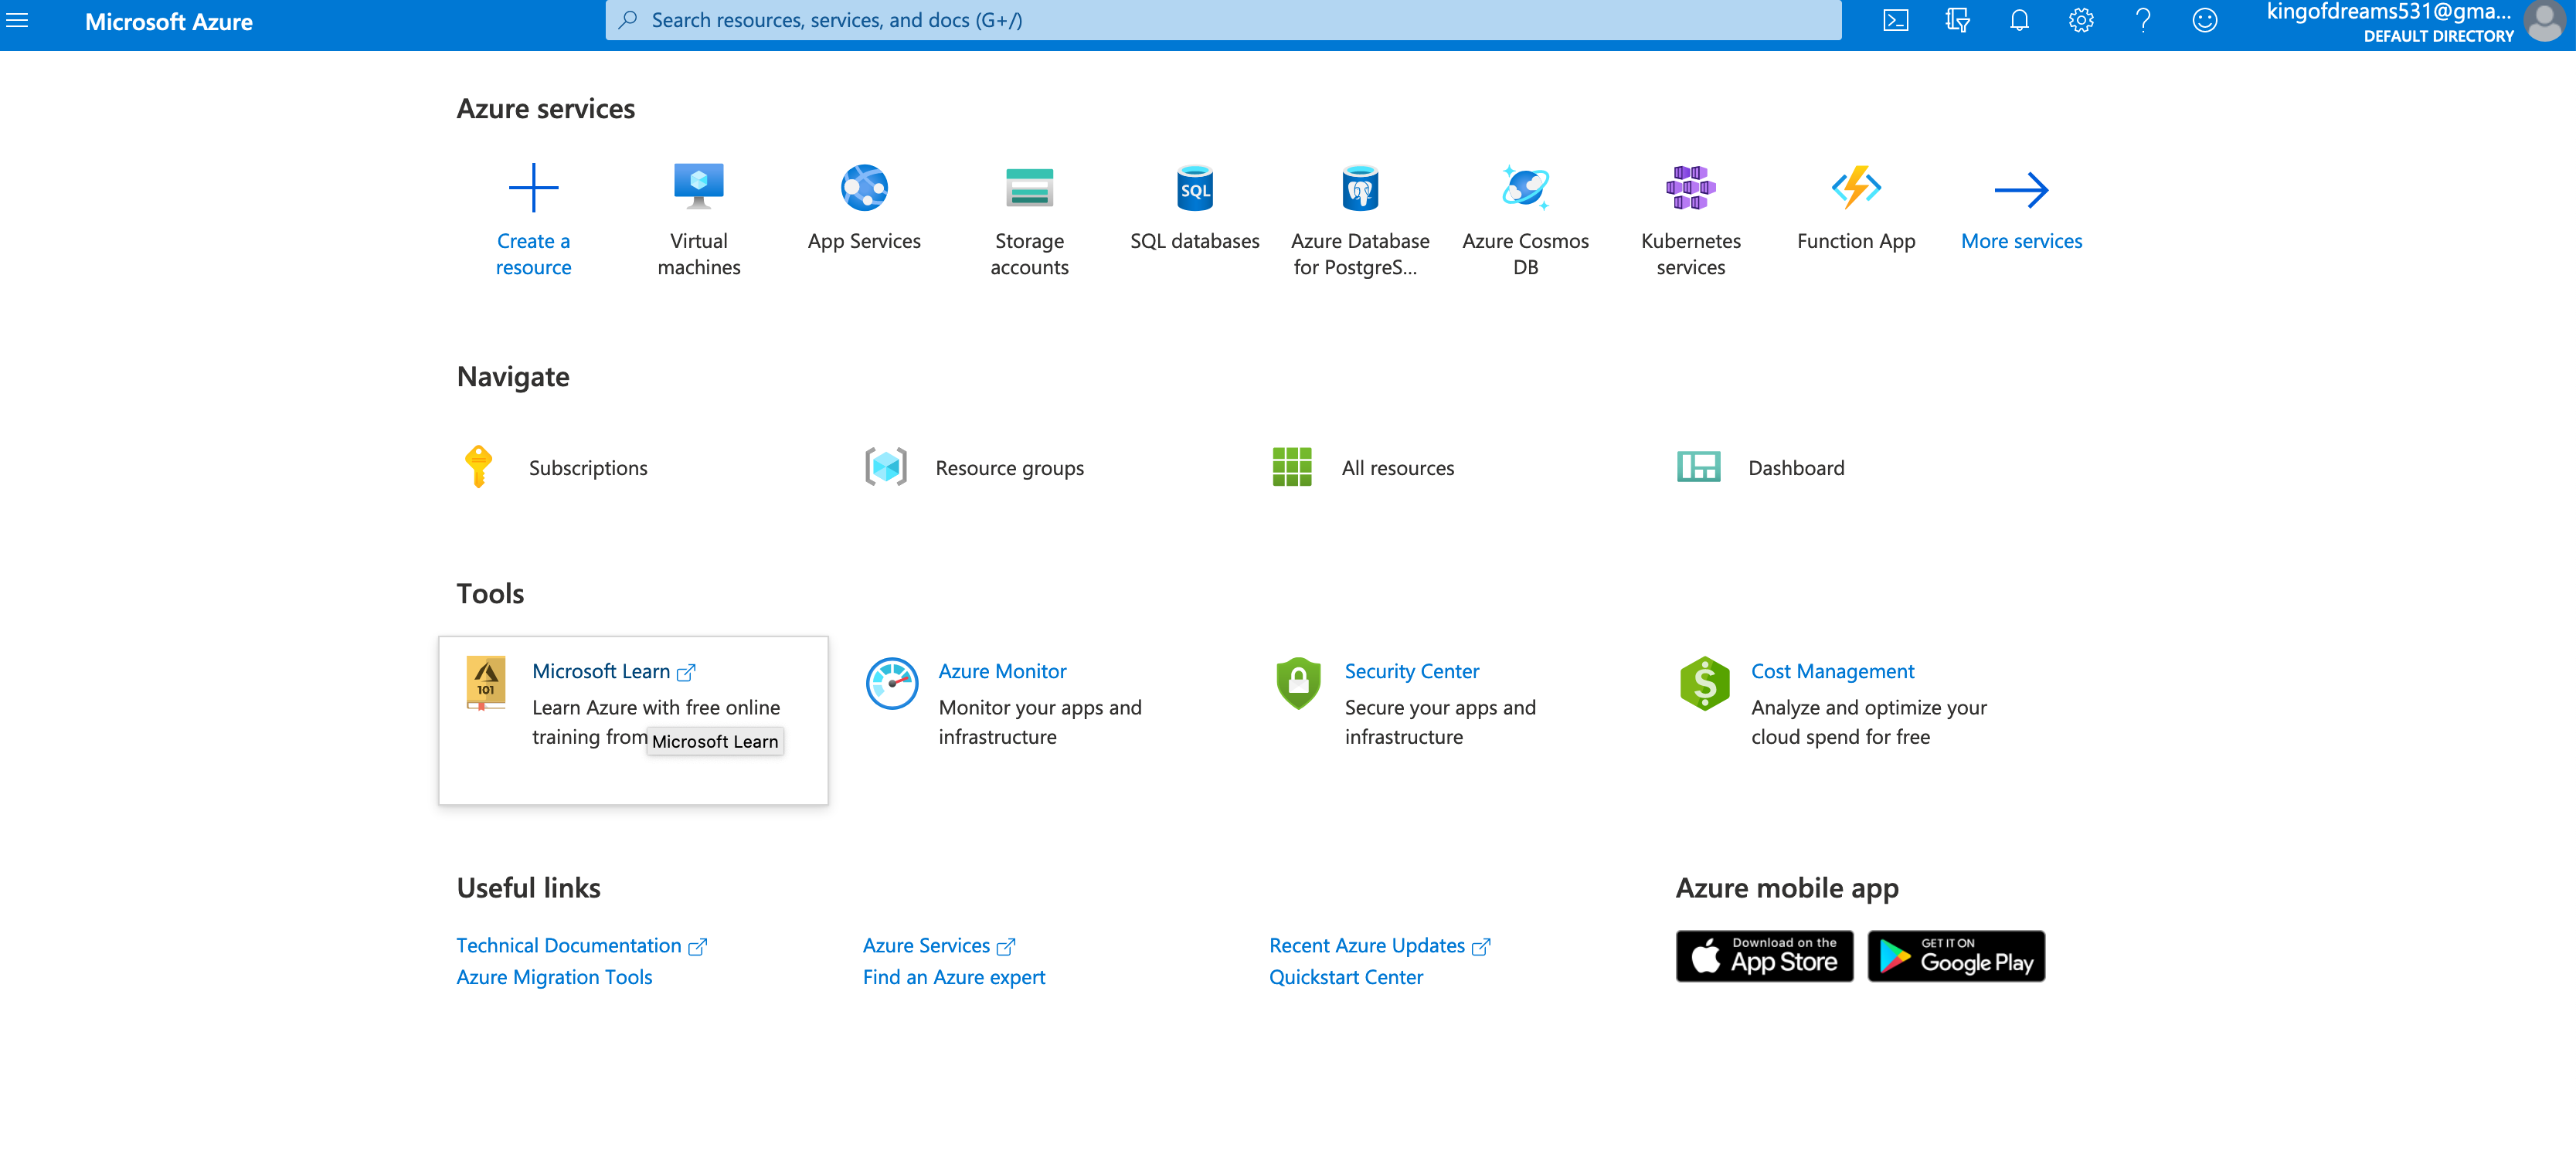 Microsoft Azure
Search resources, services, and docs (G+/)
kingofdreams531@gma...
DEFAULT DIRECTORY
Azure services
Create a
resource
Virtual
machines
App Services
Storage
accounts
SQL
SQL databases
Azure Database
for PostgreS...
Azure Cosmos
DB
Kubernetes
services
Function App
More services
Navigate
Subscriptions
Resource groups
All resources
Dashboard
Tools
101
Microsoft Learn
Learn Azure with free online
training from
Microsoft Learn
Azure Monitor
Monitor your apps and
infrastructure
Security Center
Secure your apps and
infrastructure
Cost Management
Analyze and optimize your
cloud spend for free
Useful links
Technical Documentation
Azure Migration Tools
Azure Services
Find an Azure expert
Recent Azure Updates
Quickstart Center
Azure mobile app
Download on the
App Store
GET IT ON
Google Play